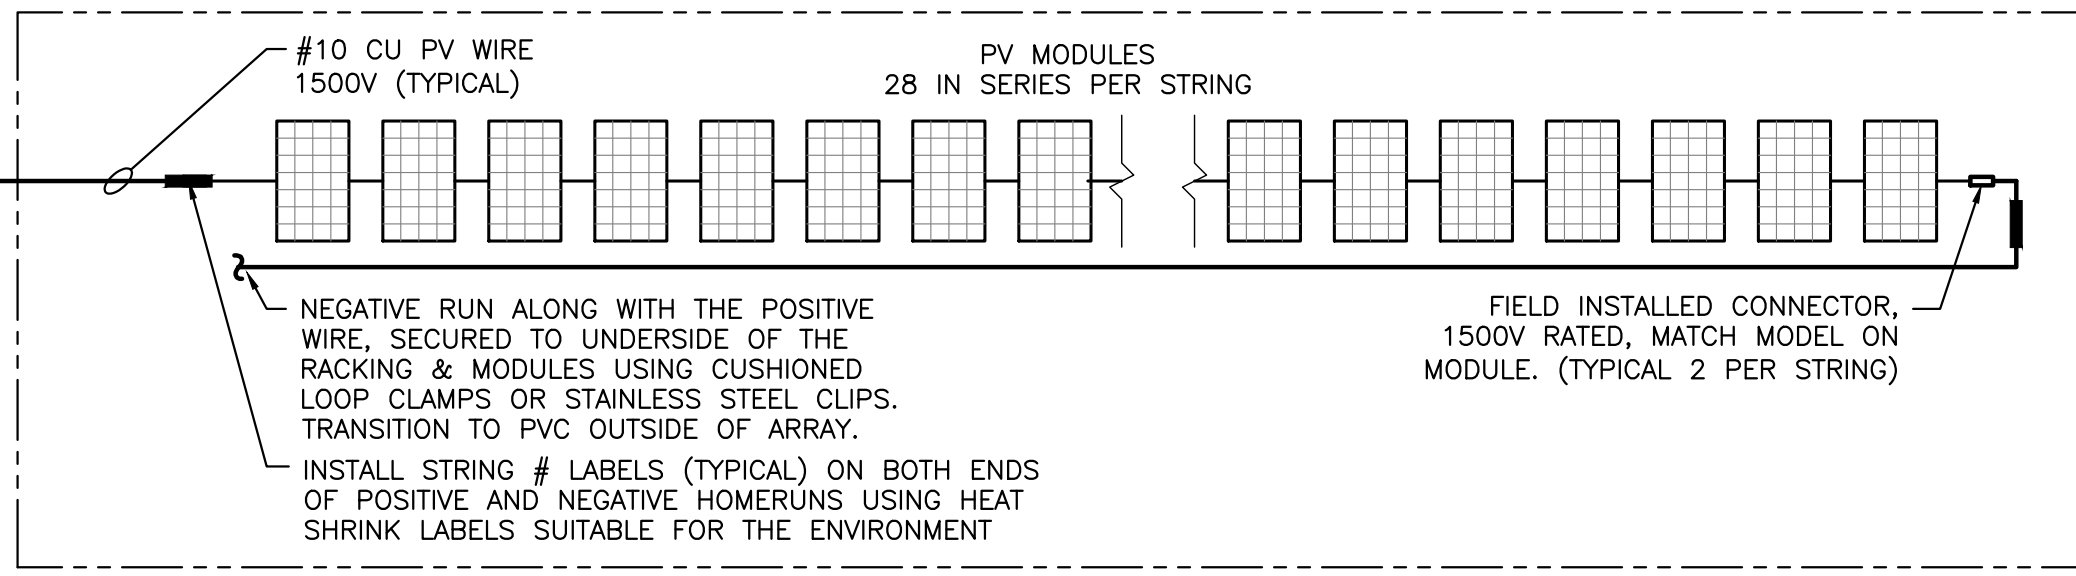 #10 CU PV WIRE
1500V (TYPICAL)
PV MODULES
28 IN SERIES PER STRING
NEGATIVE RUN ALONG WITH THE POSITIVE
WIRE, SECURED TO UNDERSIDE OF THE
RACKING & MODULES USING CUSHIONED
LOOP CLAMPS OR STAINLESS STEEL CLIPS.
TRANSITION TO PVC OUTSIDE OF ARRAY.
INSTALL STRING # LABELS (TYPICAL) ON BOTH ENDS
OF POSITIVE AND NEGATIVE HOMERUNS USING HEAT
SHRINK LABELS SUITABLE FOR THE ENVIRONMENT
FIELD INSTALLED CONNECTOR,
1500V RATED, MATCH MODEL ON
MODULE. (TYPICAL 2 PER STRING)